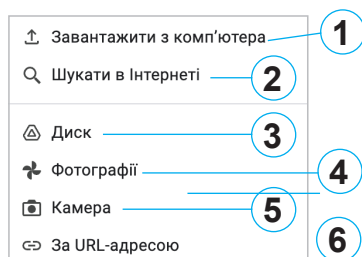 Завантажити з комп’ютера 1
Шукати в Інтернеті 2
Диск 3
Фотографії 4
Камера 5
За URL-адресою 6